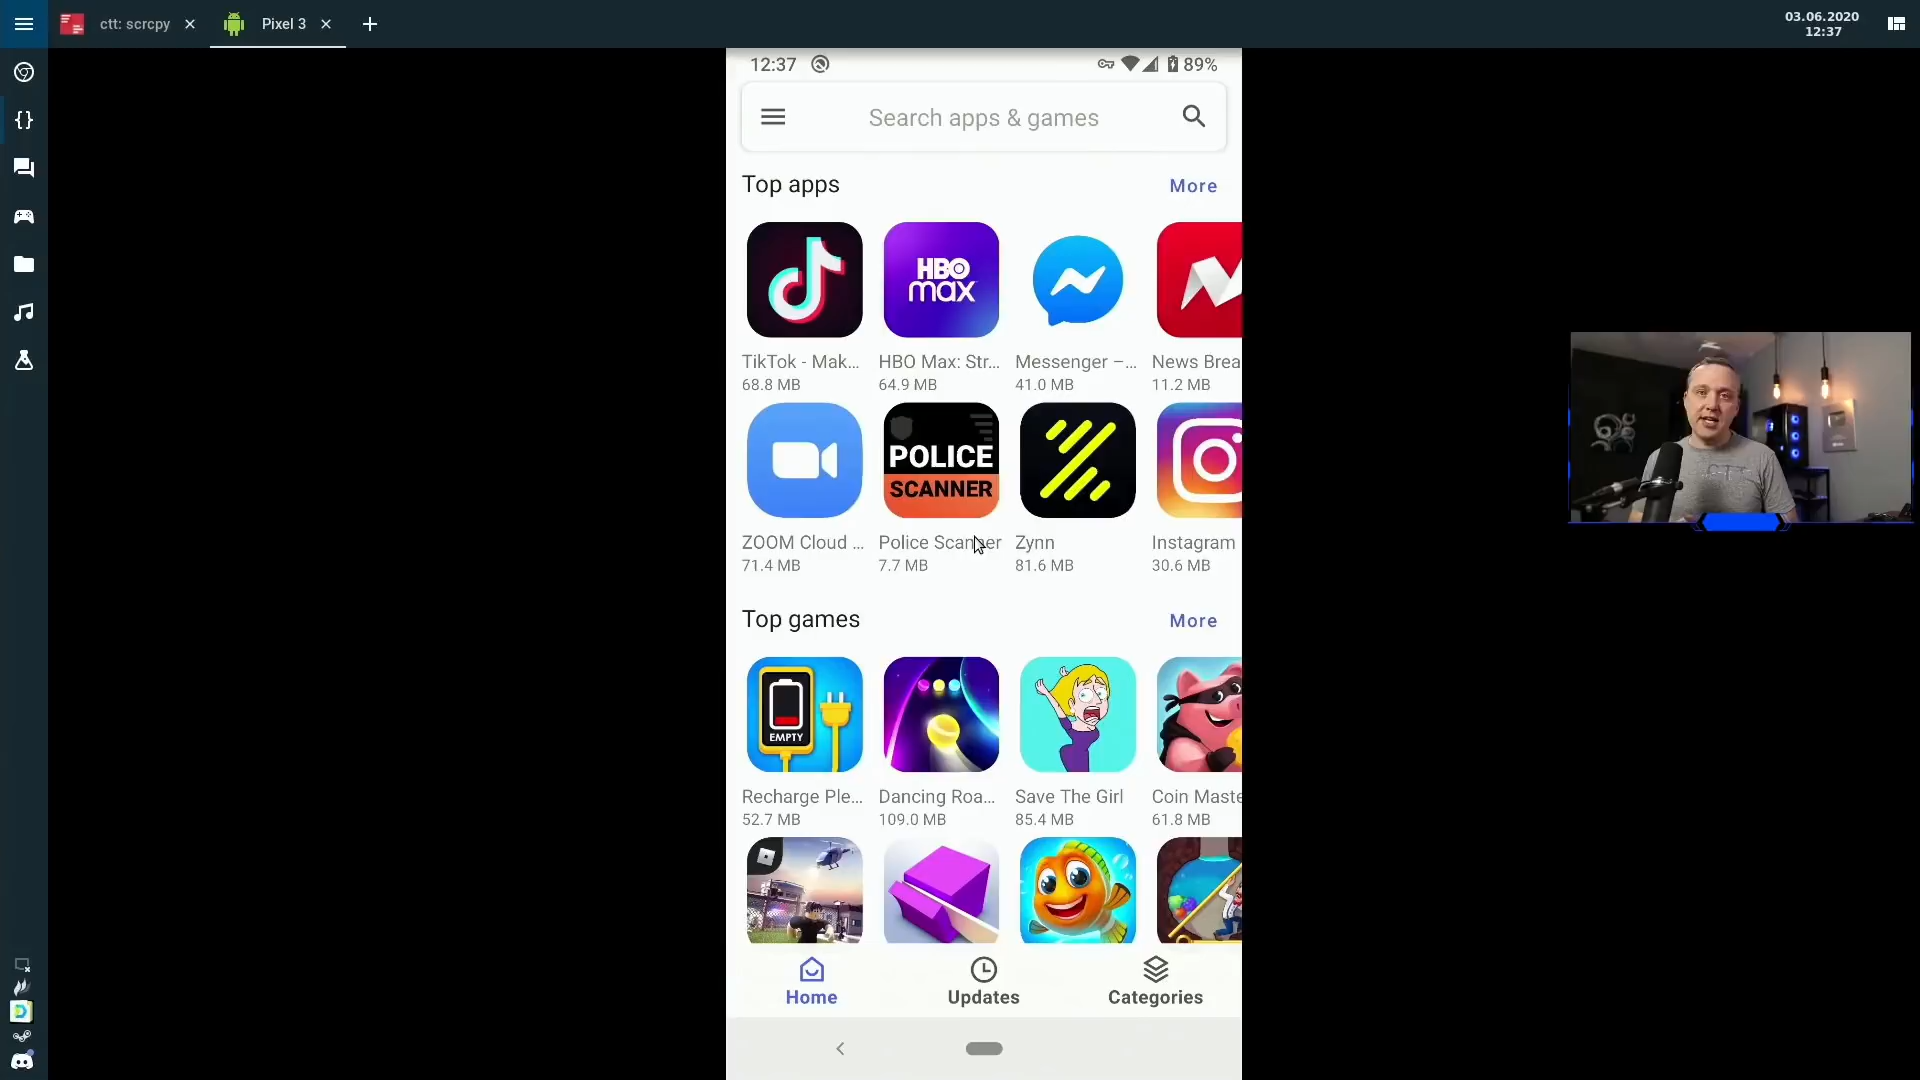 ctt: scrcpy
Pixel 3
03.06.2020
12:37
12:37
89%
Search apps & games
Top apps
More
HBO
max
TikTok - Mak...
HBO Max: Str...
Messenger –...
News Brea
68.8 MB
64.9 MB
41.0 MB
11.2 MB
POLICE
SCANNER
ZOOM Cloud ...
Police Scanner
Zynn
Instagram
71.4 MB
7.7 MB
81.6 MB
30.6 MB
Top games
More
EMPTY
Recharge Ple...
Dancing Roa...
Save The Girl
Coin Maste
52.7 MB
109.0 MB
85.4 MB
61.8 MB
Home
Updates
Categories